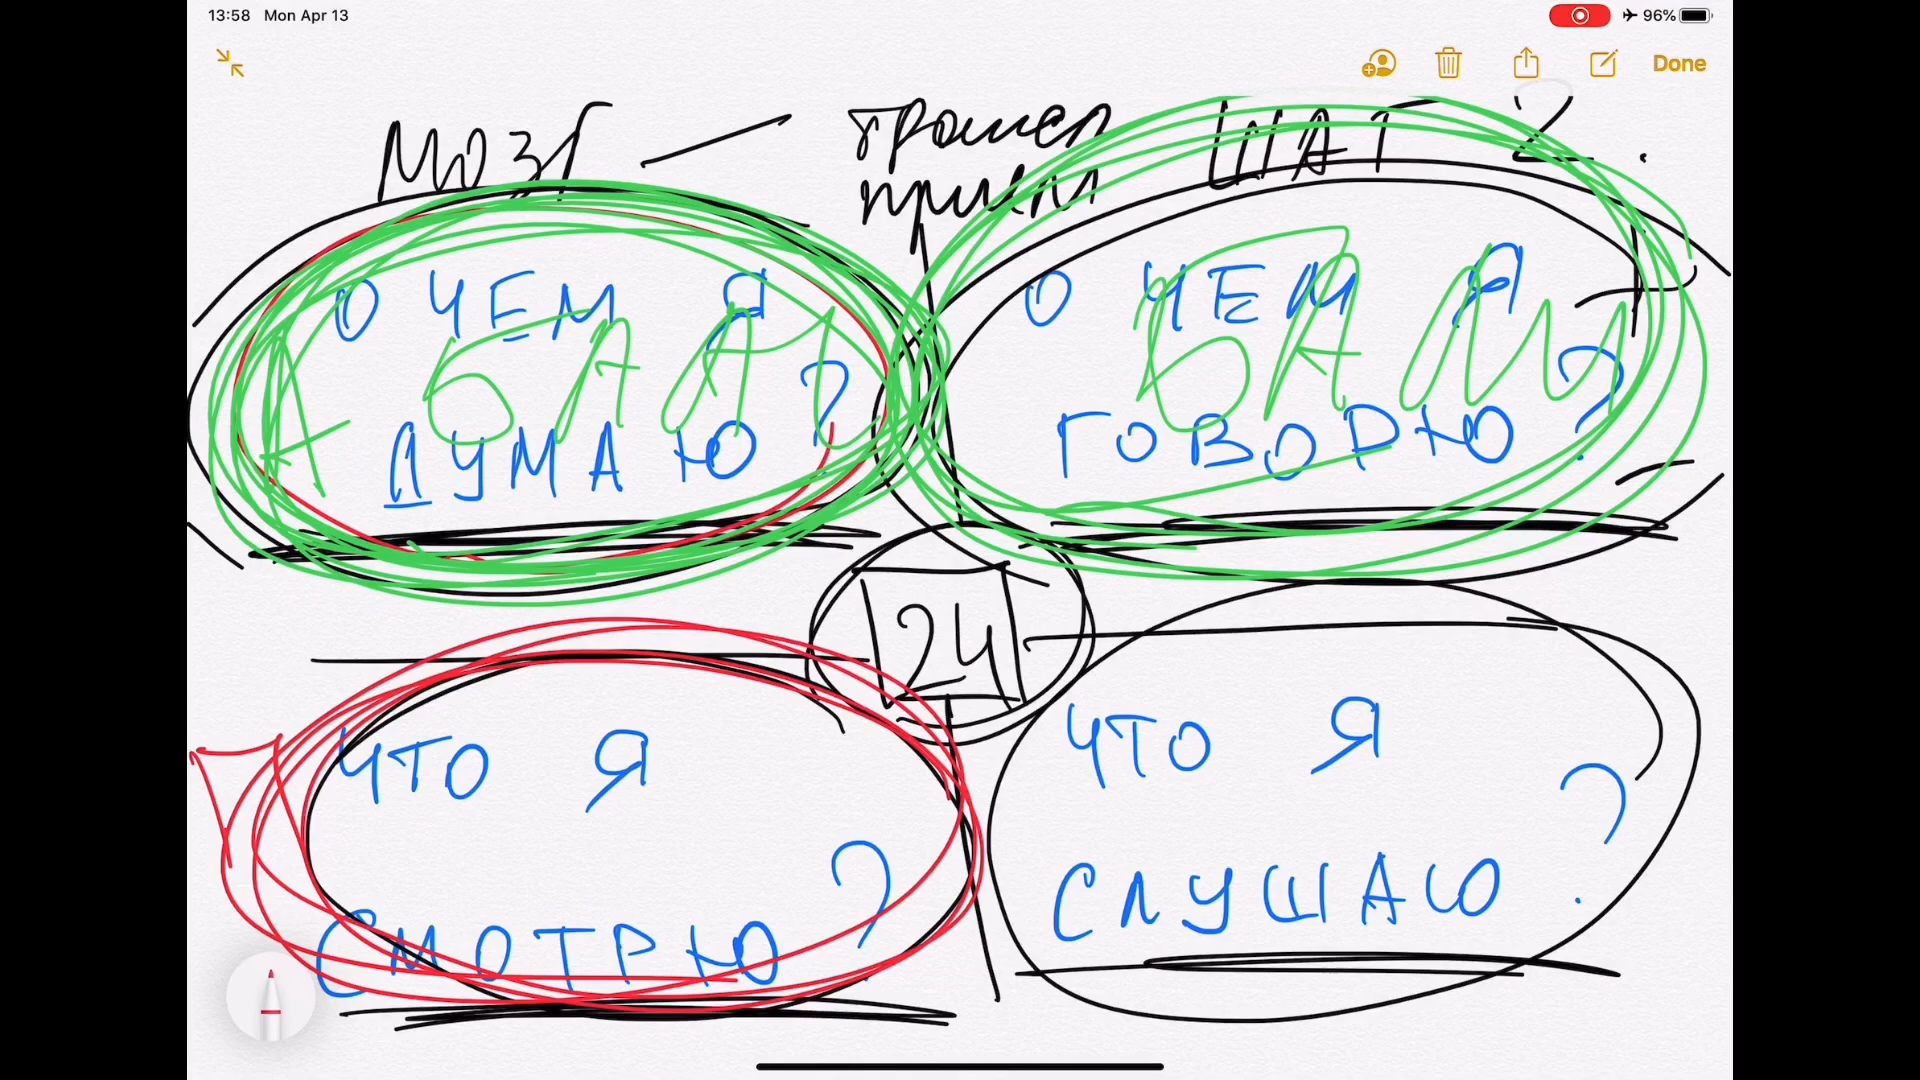 13:58 Mon Apr 13 96%
Done
МОЗГ — ШАГ 2.
О ЧЕМ Я ДУМАЮ?
О ЧЕМ Я ГОВОРЮ?
24
ЧТО Я СМОТРЮ?
ЧТО Я СЛУШАЮ?